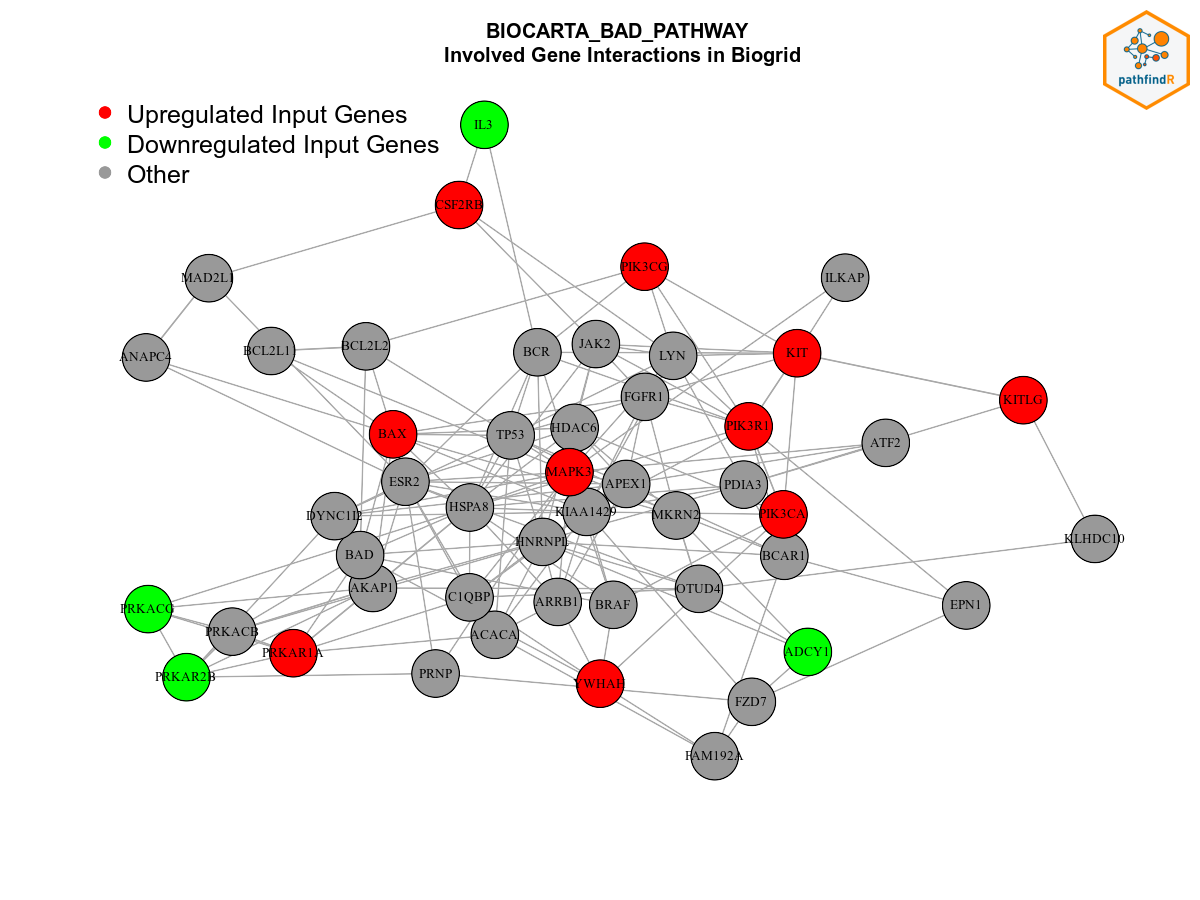 BIOCARTA_BAD_PATHWAY
Involved Gene Interactions in Biogrid
pathfindR
Upregulated Input Genes
Downregulated Input Genes
Other
IL3
CSF2RB
PIK3CG
MAD2L1
ILKAP
ANAPC4
BCL2L1
BCL2L2
BCR
JAK2
LYN
KIT
FGFR1
KITLG
BAX
TP53
HDAC6
PIK3R1
ATF2
MAPK3
ESR2
APEX1
PDIA3
DYNC1I2
HSPA8
KIAA1429
MKRN2
PIK3CA
HNRNPL
KLHDC10
BAD
BCAR1
AKAP1
C1QBP
ARRB1
BRAF
OTUD4
EPN1
PRKACG
PRKACB
ACACA
PRKAR1A
ADCY1
PRKAR2B
PRNP
YWHAH
FZD7
FAM192A